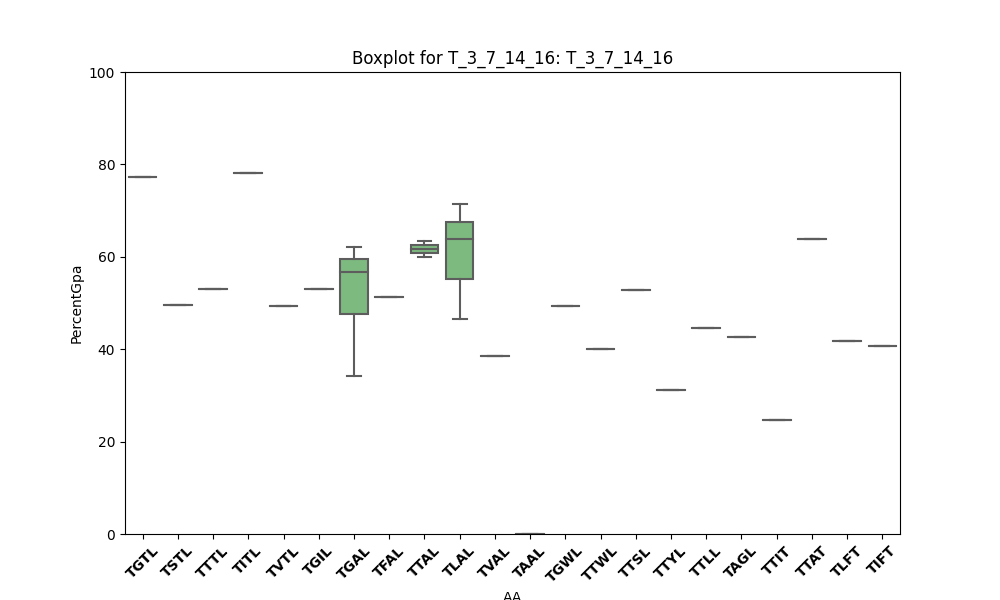 Boxplot for T_3_7_14_16: T_3_7_14_16
100
80
60
40
20
0
PercentGpa
TGTL TSTL TTTL TITL TVTL TGIL TGAL TFAL TTAL TLAL TVAL TAAL TGWL TTWL TTSL TTYL TTLL TAGL TTIT TTAT TLFT TIFT
AA